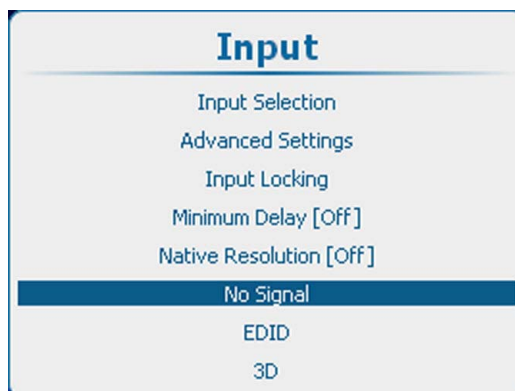 Input
Input Selection
Advanced Settings
Input Locking
Minimum Delay [Off]
Native Resolution [Off]
No Signal
EDID
3D